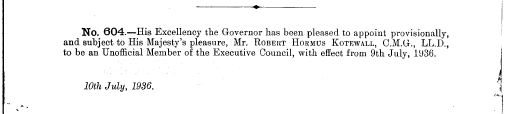 No. 604.—His Excellency the Governor has been pleased to appoint provisionally,
and subject to His Majesty's pleasure, Mr. ROBERT HORMUS KOTEWALL, C.M.G., LL.D.,
to be an Unofficial Member of the Executive Council, with effect from 9th July, 1936.
10th July, 1936.